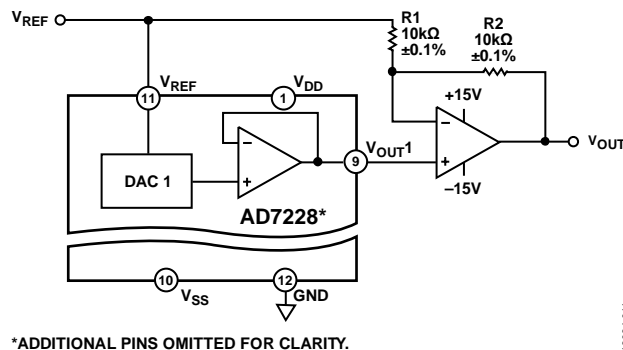 VREF
R1
10kΩ
±0.1%
R2
10kΩ
±0.1%
VREF
VDD
11
1
+15V
VOUT1
9
VOUT
DAC 1
–
+
–
+
–15V
AD7228*
10
12
VSS
GND
*ADDITIONAL PINS OMITTED FOR CLARITY.